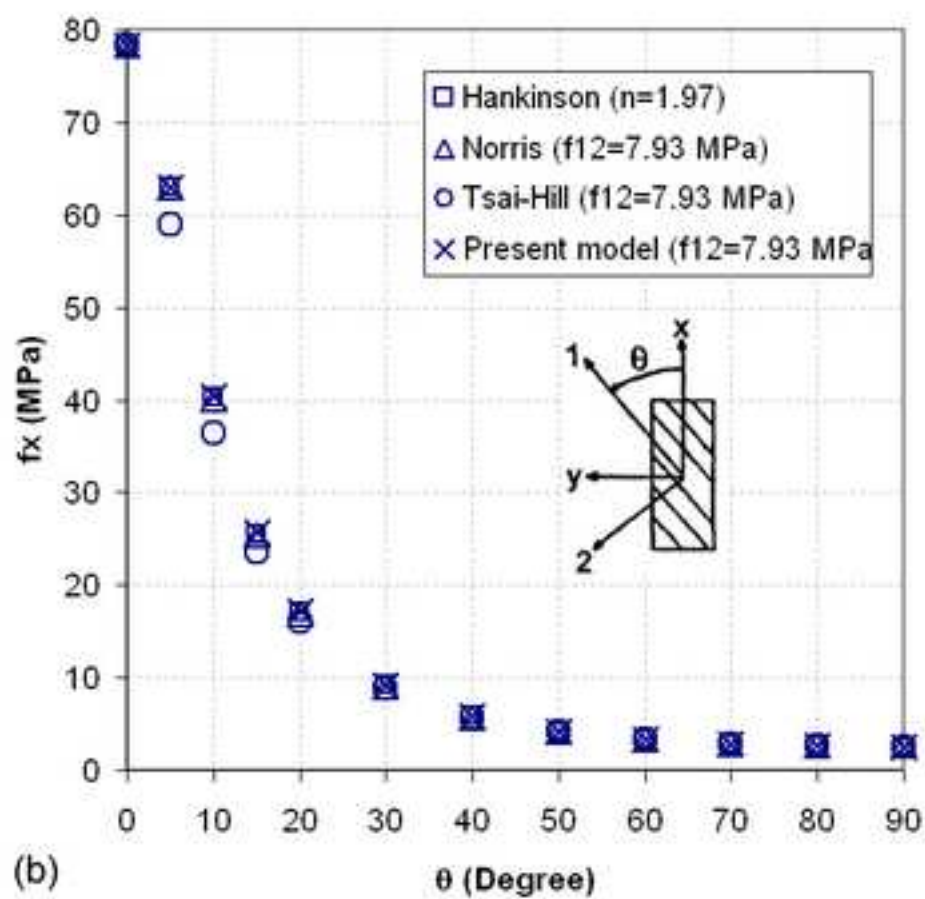 80
70
60
50
40
30
20
10
0
fx (MPa)
Hankinson (n=1.97)
Norris (f12=7.93 MPa)
Tsai-Hill (f12=7.93 MPa)
Present model (f12=7.93 MPa
x
1
θ
y
2
0 10 20 30 40 50 60 70 80 90
(b)
θ (Degree)